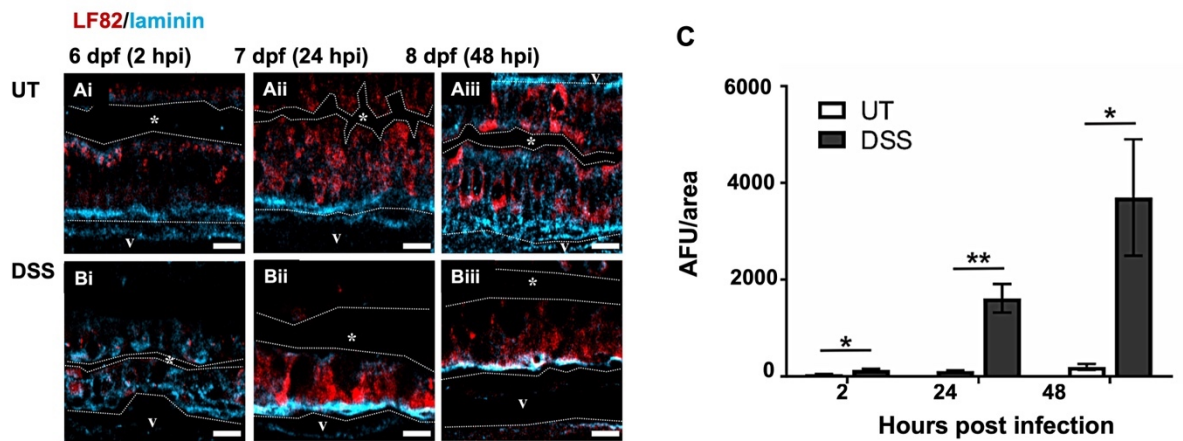 LF82/laminin
6 dpf (2 hpi) 7 dpf (24 hpi) 8 dpf (48 hpi)
UT
Ai Aii Aiii
* * *
v v v v
DSS
Bi Bii Biii
* * *
v v v
C
AFU/area
6000
4000
2000
0
UT
DSS
* ** *
2 24 48
Hours post infection